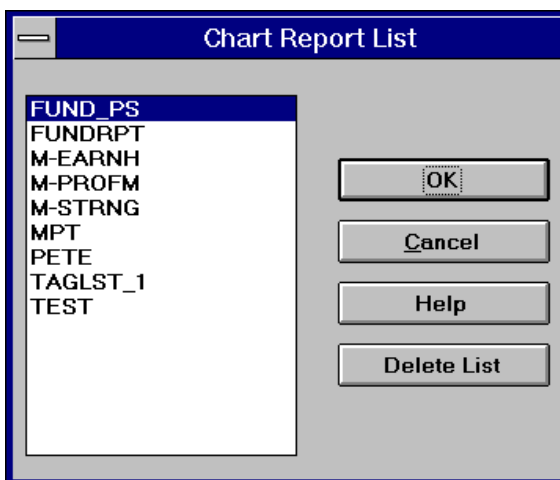 Chart Report List
FUND_PS
FUNDRPT
M-EARNH
M-PROFM
M-STRNG
MPT
PETE
TAGLST_1
TEST
OK
Cancel
Help
Delete List